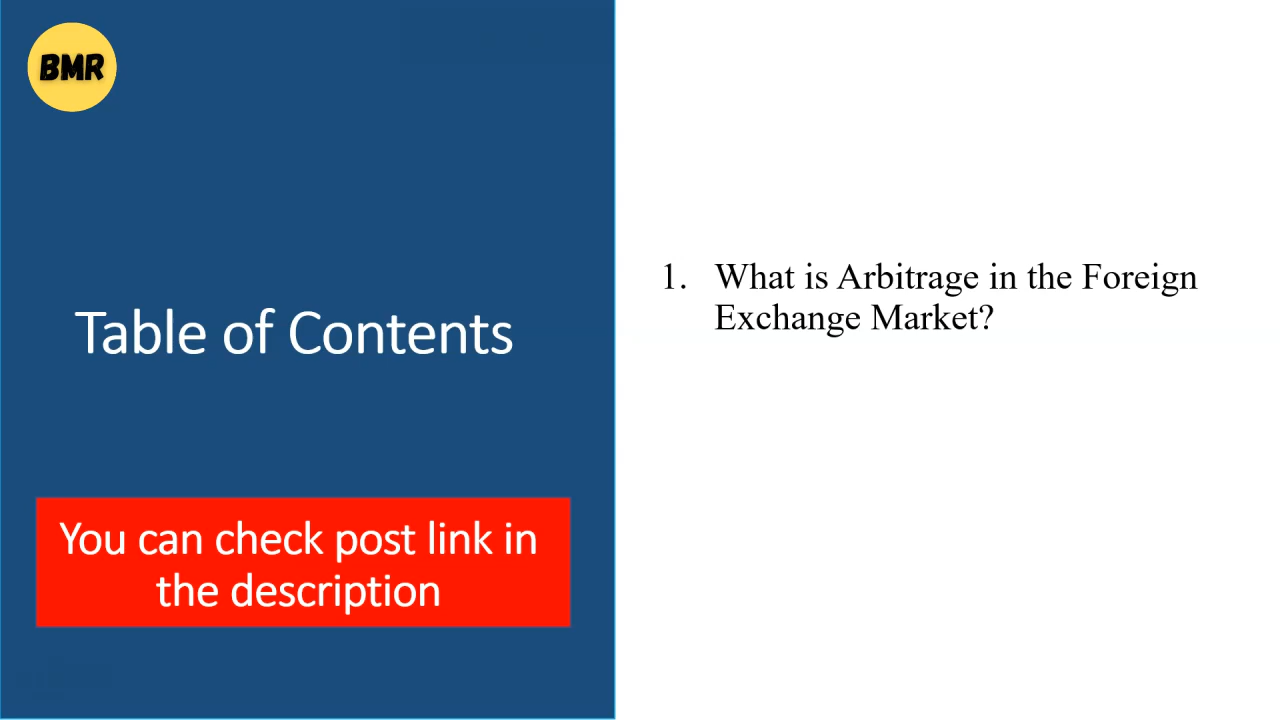 BMR
Table of Contents
You can check post link in
the description
1. What is Arbitrage in the Foreign
Exchange Market?